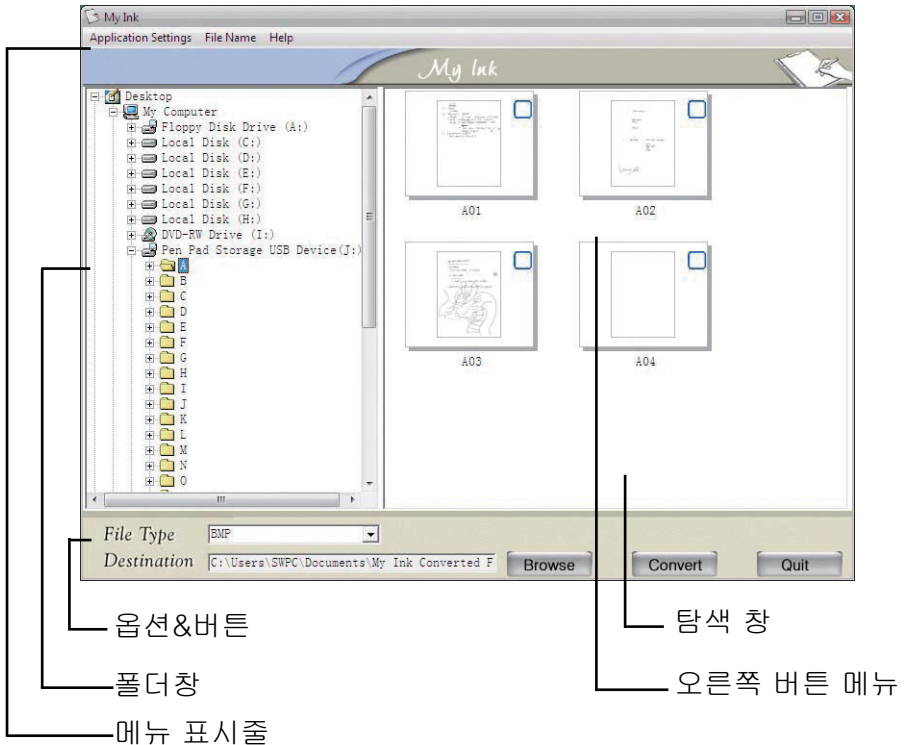 My Ink
Application Settings File Name Help
My Ink
Desktop
My Computer
Floppy Disk Drive (A:)
Local Disk (C:)
Local Disk (D:)
Local Disk (E:)
Local Disk (F:)
Local Disk (G:)
Local Disk (H:)
DVD-RW Drive (I:)
Pen Pad Storage USB Device(J:)
A
B
C
D
E
F
G
H
I
J
K
L
M
N
O
A01 A02
A03 A04
File Type BMP
Destination C:\Users\SWPC\Documents\My Ink Converted F Browse Convert Quit
옵션&버튼
탐색 창
폴더창
오른쪽 버튼 메뉴
메뉴 표시줄